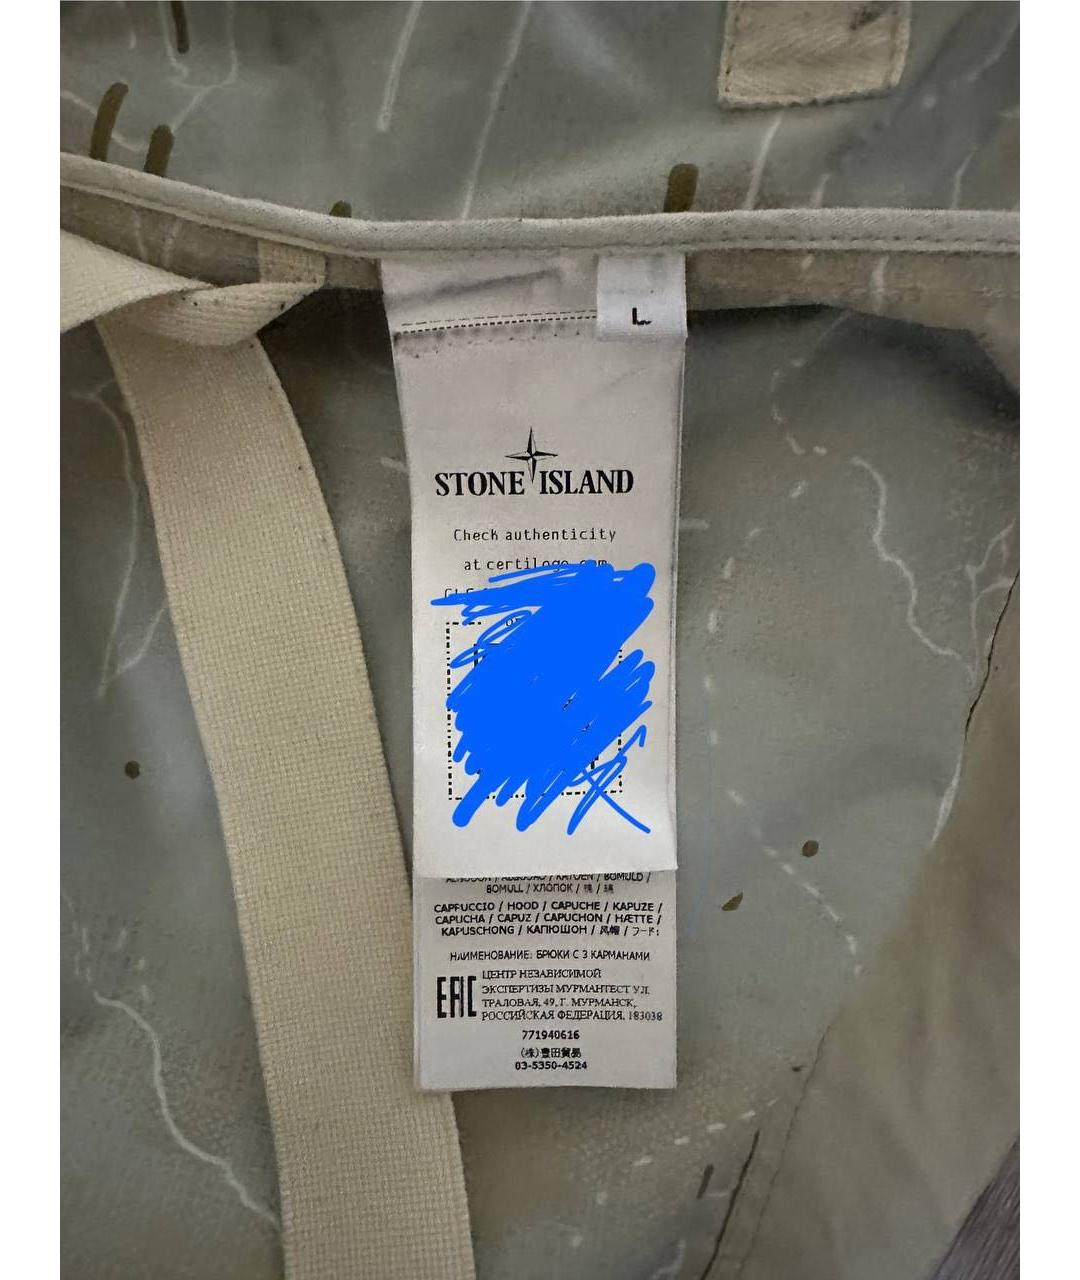 L
STONE ISLAND
Check authenticity
at certilogo.com
BOMULL / ХЛОПОК / 棉 / 綿
CAPPUCCIO / HOOD / CAPUCHE / KAPUZE /
CAPUCHA / CAPUZ / CAPUCHON / HÆTTE /
KAPUSCHONG / КАПЮШОН / 风帽 / フード:
НАИМЕНОВАНИЕ: БРЮКИ С 3 КАРМАНАМИ
EAC
ЦЕНТР НЕЗАВИСИМОЙ
ЭКСПЕРТИЗЫ МУРМАНТЕСТ УЛ.
ТРАЛОВАЯ, 49, Г. МУРМАНСК,
РОССИЙСКАЯ ФЕДЕРАЦИЯ, 183038
771940616
(株)豊田貿易
03-5350-4524